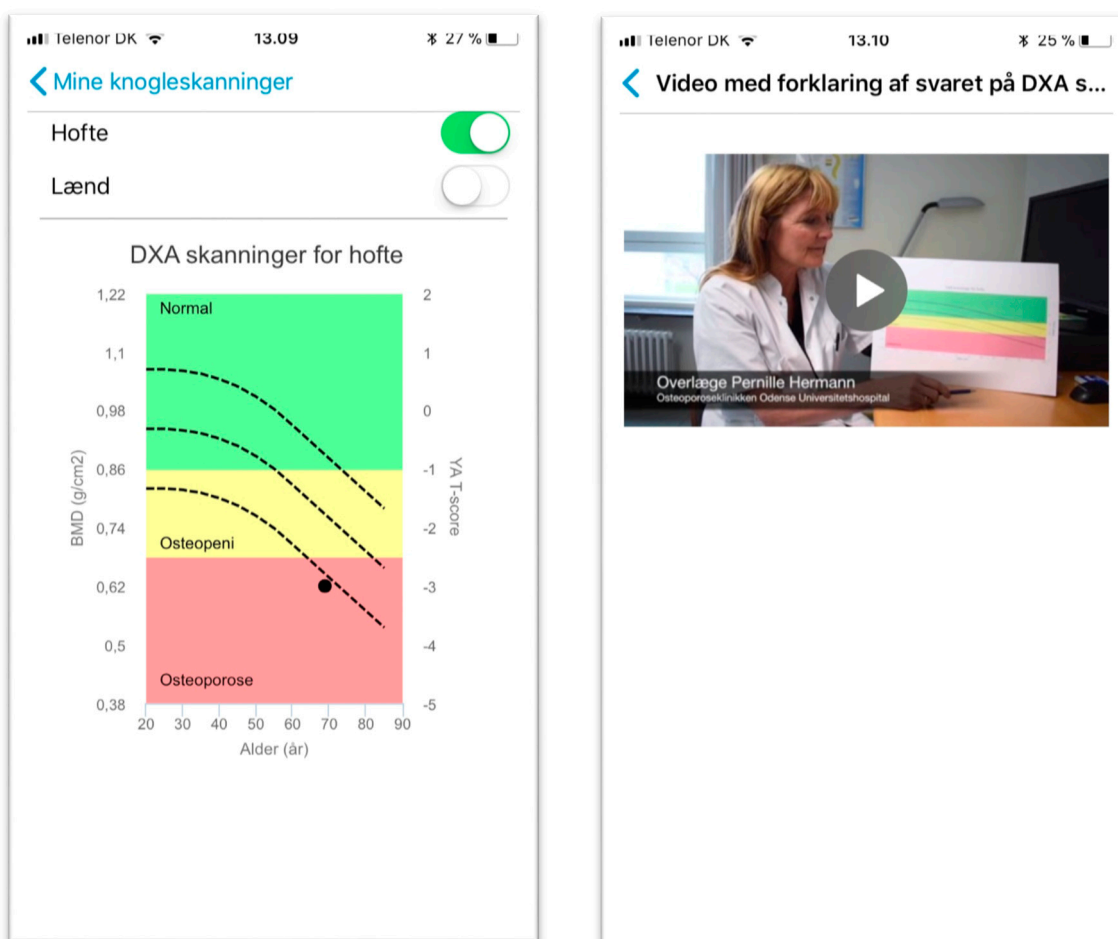 Telenor DK 13.09 27 %
Mine knogleskanninger
Hofte
Lænd
DXA skanninger for hofte
1,22
1,1
0,98
0,86
0,74
0,62
0,5
0,38
BMD (g/cm2)
Normal
Osteopeni
Osteoporose
2
1
0
-1
-2
-3
-4
-5
YA T-score
20 30 40 50 60 70 80 90
Alder (år)
Telenor DK 13.10 25 %
Video med forklaring af svaret på DXA s...
Overlæge Pernille Hermann
Osteoporoseklinikken Odense Universitetshospital